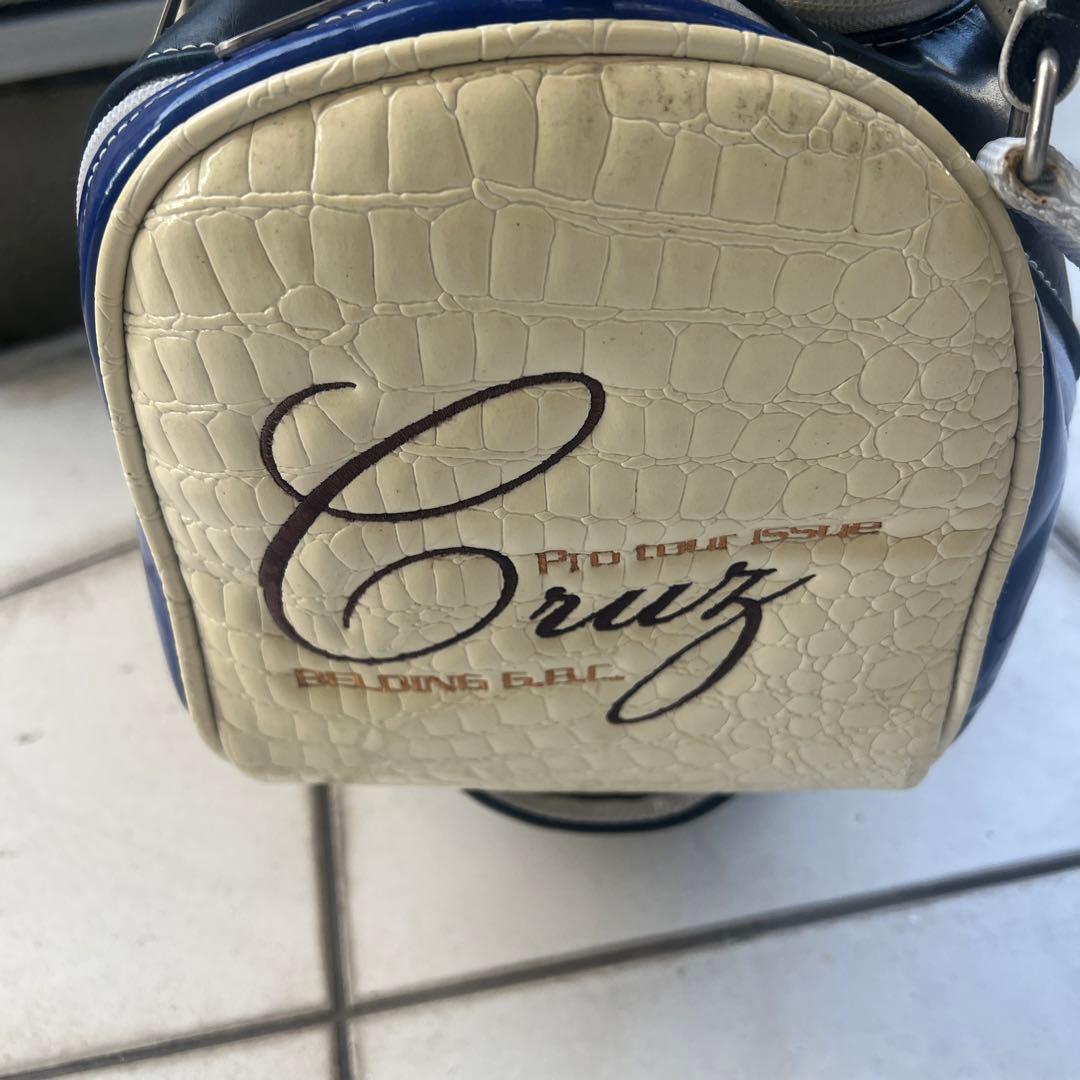 Pro tour issue
Cruz
BELDING G.B.C.